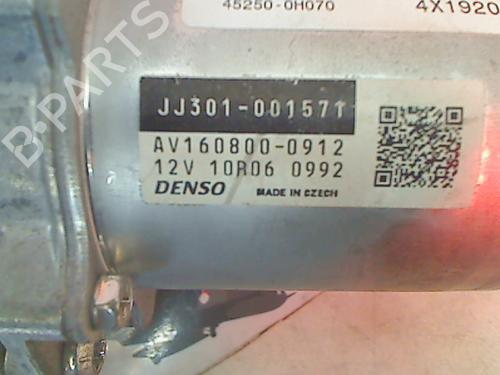 45250-0H070 4X1920
JJ301-001571
AV160800-0912
12V 10R06 0992
DENSO MADE IN CZECH
B-PARTS